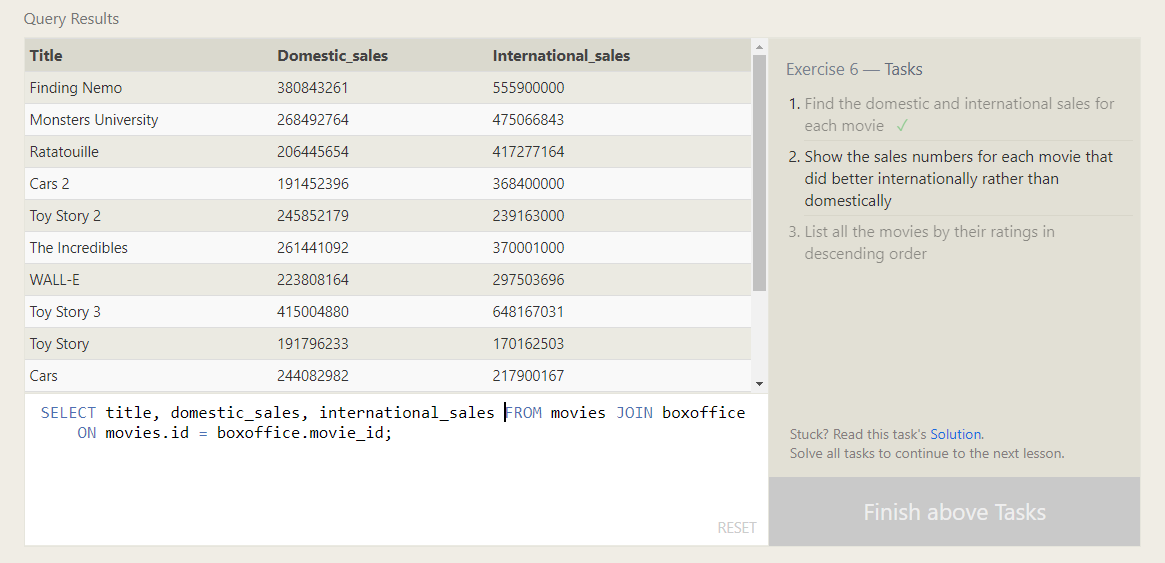 Query Results
Title Domestic_sales International_sales
Finding Nemo 380843261 555900000
Monsters University 268492764 475066843
Ratatouille 206445654 417277164
Cars 2 191452396 368400000
Toy Story 2 245852179 239163000
The Incredibles 261441092 370001000
WALL-E 223808164 297503696
Toy Story 3 415004880 648167031
Toy Story 191796233 170162503
Cars 244082982 217900167
SELECT title, domestic_sales, international_sales FROM movies JOIN boxoffice
ON movies.id = boxoffice.movie_id;
RESET
Exercise 6 — Tasks
1. Find the domestic and international sales for
each movie ✓
2. Show the sales numbers for each movie that
did better internationally rather than
domestically
3. List all the movies by their ratings in
descending order
Stuck? Read this task's Solution.
Solve all tasks to continue to the next lesson.
Finish above Tasks